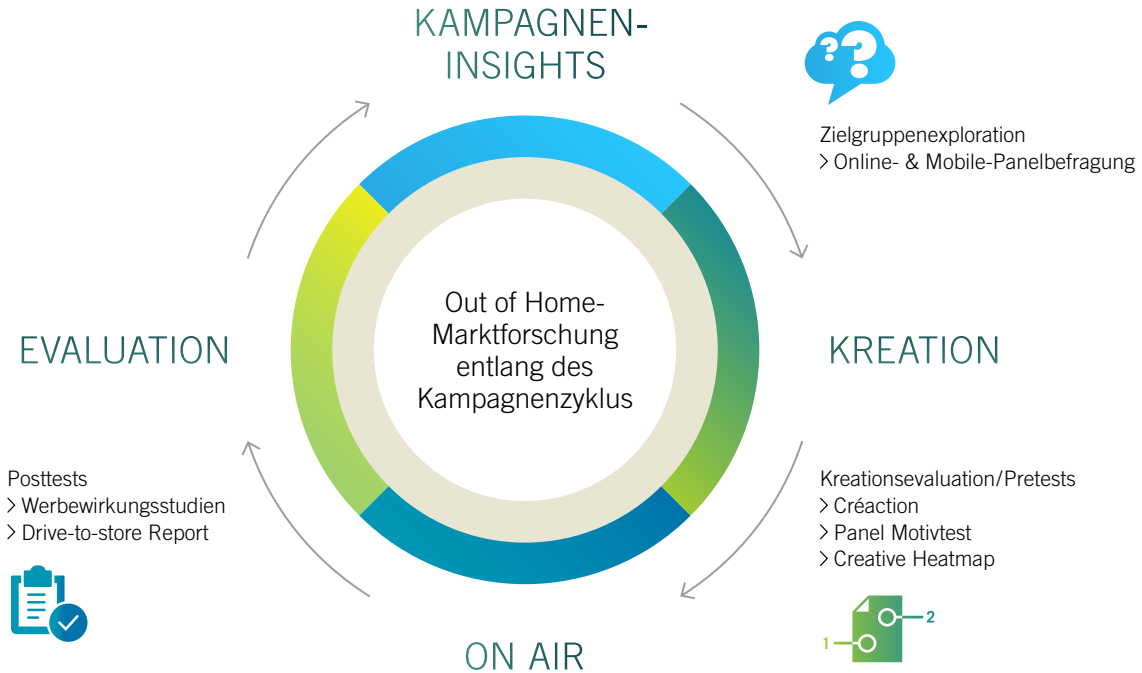 KAMPAGNEN-
INSIGHTS
? ?
Zielgruppenexploration
> Online- & Mobile-Panelbefragung
Out of Home-
Marktforschung
entlang des
Kampagnenzyklus
EVALUATION
KREATION
Posttests
> Werbewirkungsstudien
> Drive-to-store Report
Kreationsevaluation/Pretests
> Créaction
> Panel Motivtest
> Creative Heatmap
2
1
ON AIR